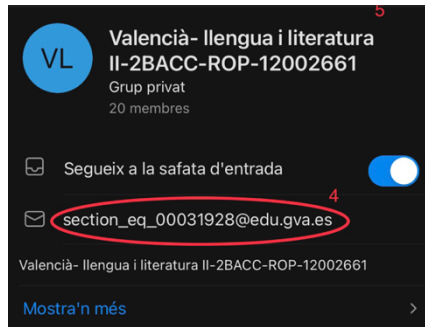 5
VL
Valencià- llengua i literatura
II-2BACC-ROP-12002661
Grup privat
20 membres
Segueix a la safata d'entrada
4
section_eq_00031928@edu.gva.es
Valencià- llengua i literatura II-2BACC-ROP-12002661
Mostra'n més